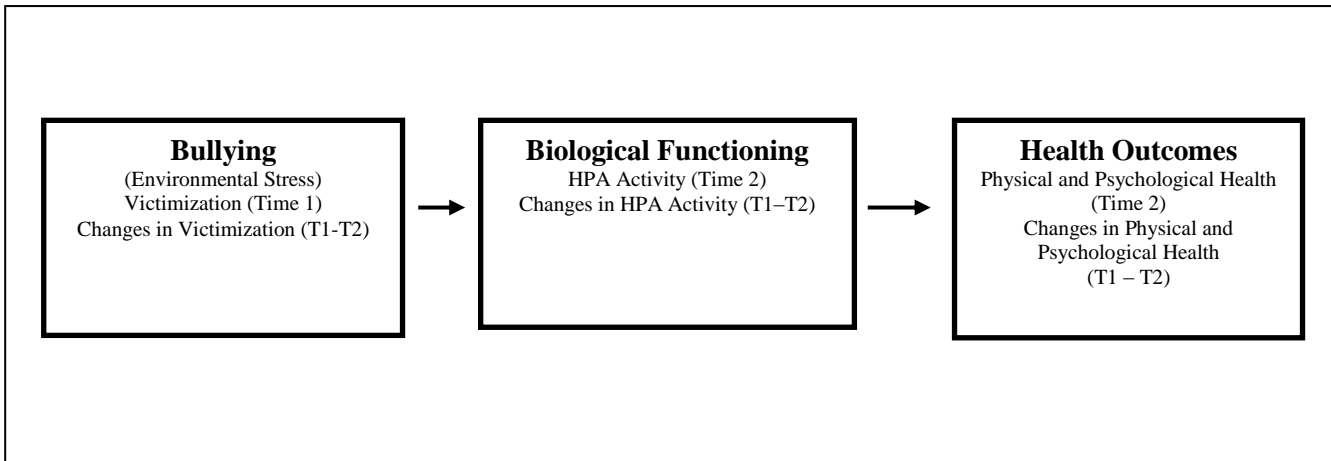 Bullying
(Environmental Stress)
Victimization (Time 1)
Changes in Victimization (T1-T2)
Biological Functioning
HPA Activity (Time 2)
Changes in HPA Activity (T1–T2)
Health Outcomes
Physical and Psychological Health
(Time 2)
Changes in Physical and
Psychological Health
(T1 – T2)